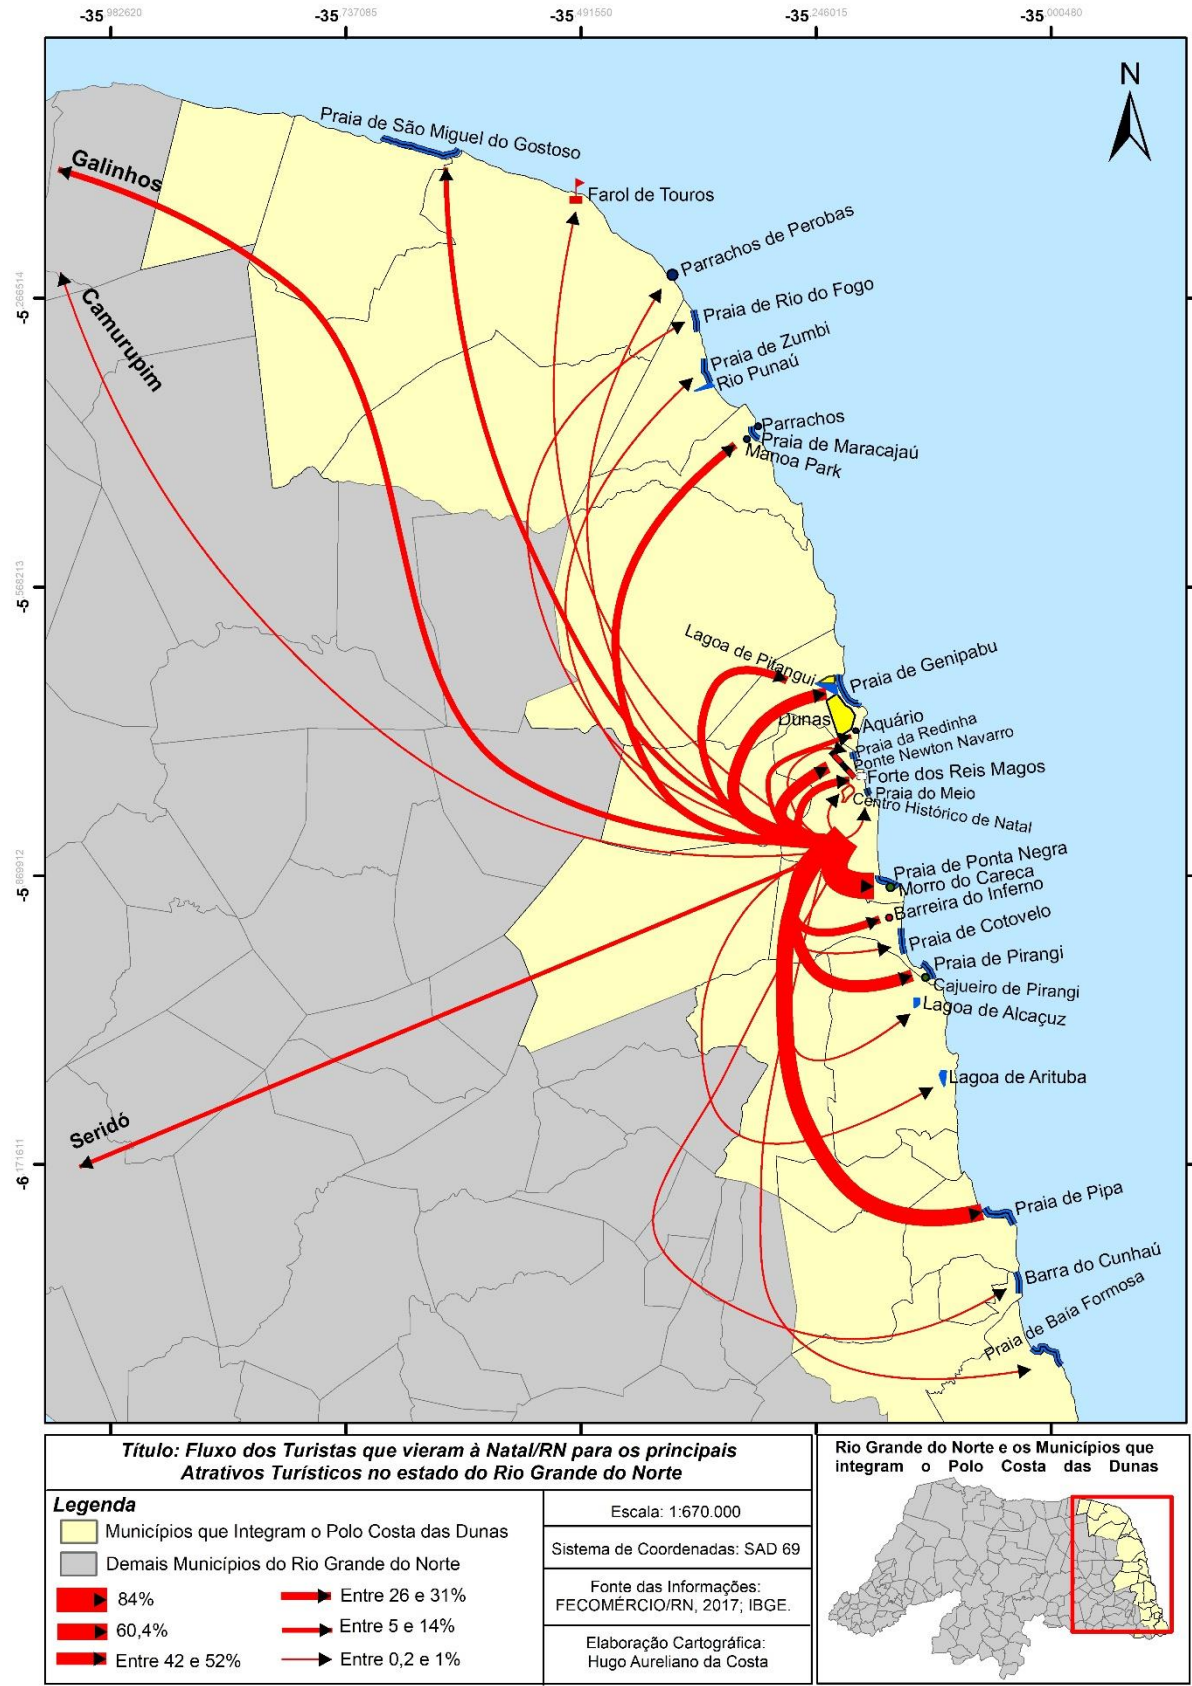 -35.982620
-35.737085
-35.491550
-35.246015
-35.000480
N
Praia de São Miguel do Gostoso
Galinhos
Farol de Touros
Parrachos de Perobas
-5.266514
Camurupim
Praia de Rio do Fogo
Praia de Zumbi
Rio Punaú
Parrachos
Praia de Maracajaú
Manoa Park
-5.568213
Lagoa de Pitangui
Praia de Genipabu
Dunas
Aquário
Praia da Redinha
Ponte Newton Navarro
Forte dos Reis Magos
Praia do Meio
Centro Histórico de Natal
-5.869912
Praia de Ponta Negra
Morro do Careca
Barreira do Inferno
Praia de Cotovelo
Praia de Pirangi
Cajueiro de Pirangi
Lagoa de Alcaçuz
Lagoa de Arituba
Seridó
-6.171611
Praia de Pipa
Barra do Cunhaú
Praia de Baía Formosa
Título: Fluxo dos Turistas que vieram à Natal/RN para os principais
Atrativos Turísticos no estado do Rio Grande do Norte
Legenda
Municípios que Integram o Polo Costa das Dunas
Demais Municípios do Rio Grande do Norte
84%
60,4%
Entre 42 e 52%
Entre 26 e 31%
Entre 5 e 14%
Entre 0,2 e 1%
Escala: 1:670.000
Sistema de Coordenadas: SAD 69
Fonte das Informações:
FECOMÉRCIO/RN, 2017; IBGE.
Elaboração Cartográfica:
Hugo Aureliano da Costa
Rio Grande do Norte e os Municípios que
integram o Polo Costa das Dunas